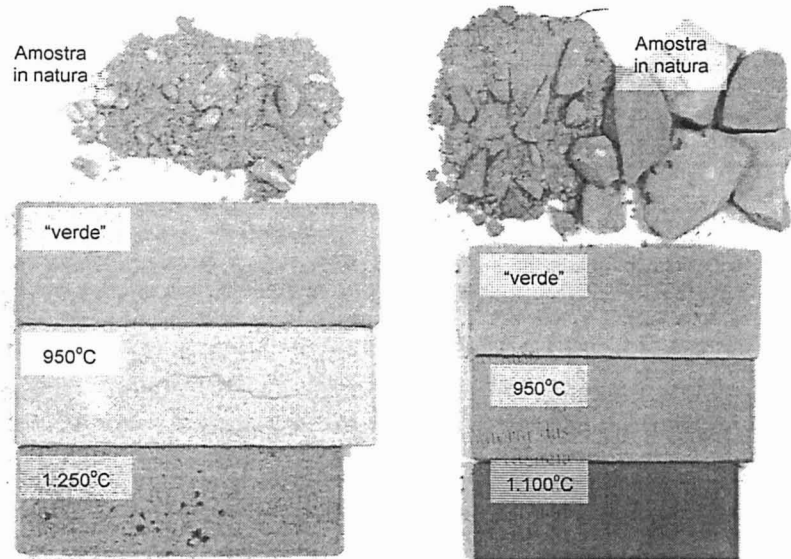 Amostra
in natura
"verde"
950°C
1.250°C
Amostra
in natura
"verde"
950°C
1.100°C